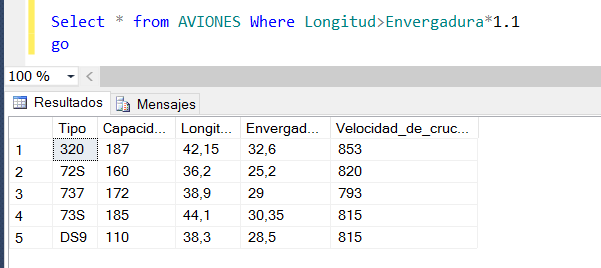 Select * from AVIONES Where Longitud>Envergadura*1.1
go
100 %
Resultados Mensajes
Tipo Capacid... Longit... Envergad... Velocidad_de_cruc...
1 320 187 42,15 32,6 853
2 72S 160 36,2 25,2 820
3 737 172 38,9 29 793
4 73S 185 44,1 30,35 815
5 DS9 110 38,3 28,5 815